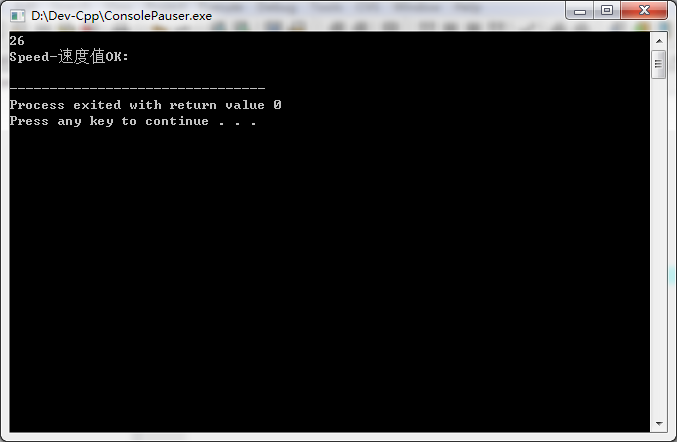 D:\Dev-Cpp\ConsolePauser.exe
26
Speed-速度值OK:
--------------------------------
Process exited with return value 0
Press any key to continue . . .